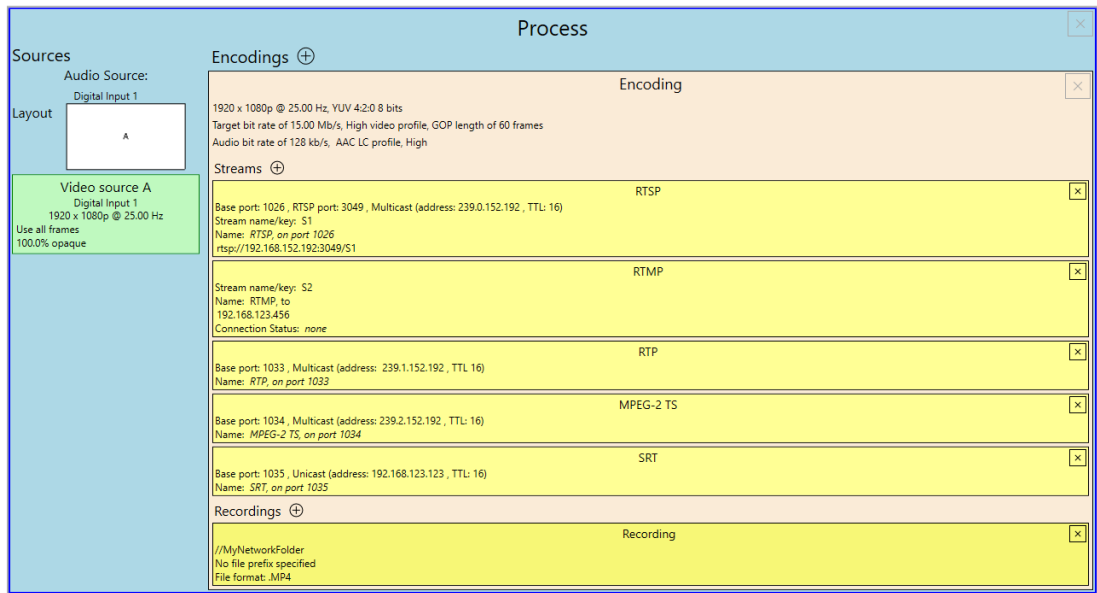 Process
Sources
Audio Source:
Digital Input 1
Layout
A
Video source A
Digital Input 1
1920 x 1080p @ 25.00 Hz
Use all frames
100.0% opaque
Encodings
Encoding
1920 x 1080p @ 25.00 Hz, YUV 4:2:0 8 bits
Target bit rate of 15.00 Mb/s, High video profile, GOP length of 60 frames
Audio bit rate of 128 kb/s, AAC LC profile, High
Streams
RTSP
Base port: 1026 , RTSP port: 3049 , Multicast (address: 239.0.152.192 , TTL: 16)
Stream name/key: S1
Name: RTSP, on port 1026
rtsp://192.168.152.192:3049/S1
RTMP
Stream name/key: S2
Name: RTMP, to
192.168.123.456
Connection Status: none
RTP
Base port: 1033 , Multicast (address: 239.1.152.192 , TTL 16)
Name: RTP, on port 1033
MPEG-2 TS
Base port: 1034 , Multicast (address: 239.2.152.192 , TTL: 16)
Name: MPEG-2 TS, on port 1034
SRT
Base port: 1035 , Unicast (address: 192.168.123.123 , TTL: 16)
Name: SRT, on port 1035
Recordings
Recording
//MyNetworkFolder
No file prefix specified
File format: .MP4